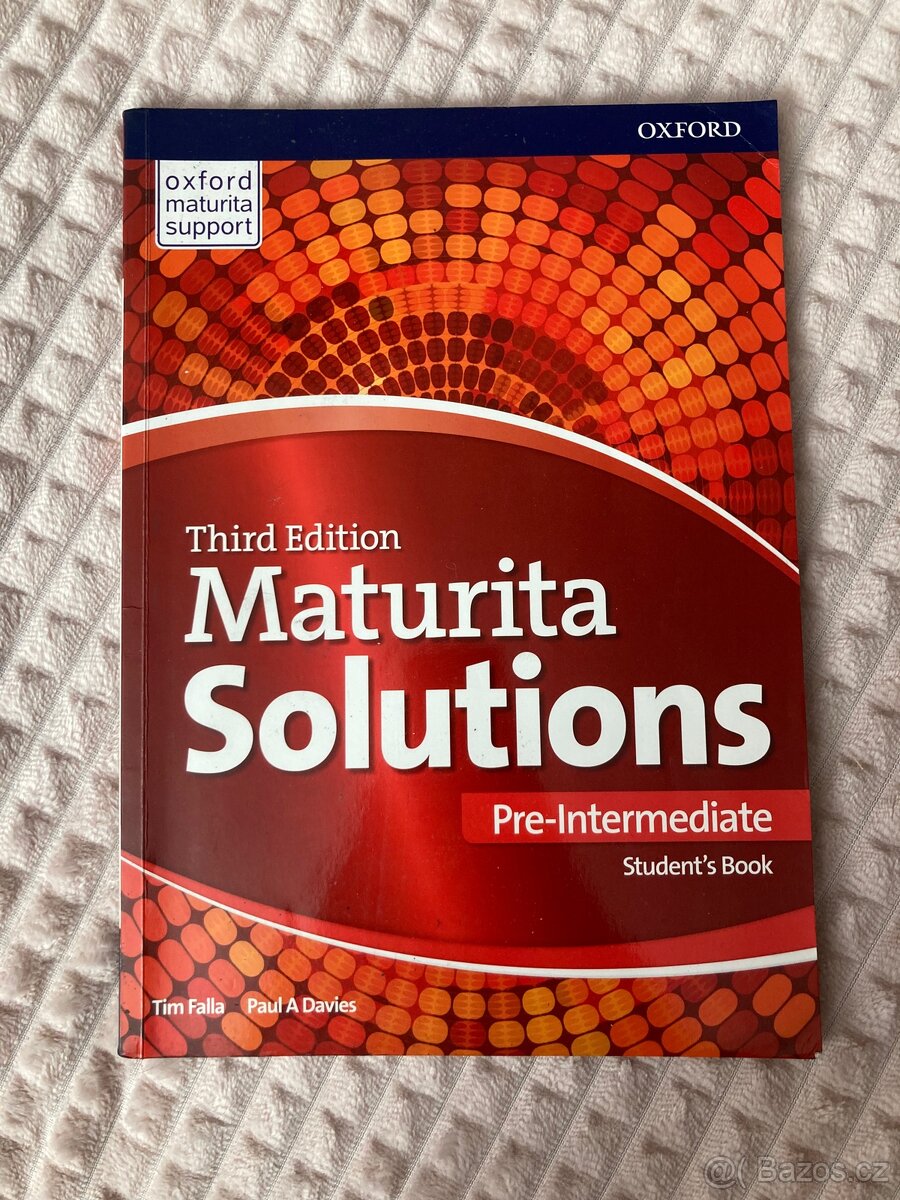 OXFORD
oxford
maturita
support
Third Edition
Maturita
Solutions
Pre-Intermediate
Student's Book
Tim Falla Paul A Davies
@( Bazos.cz